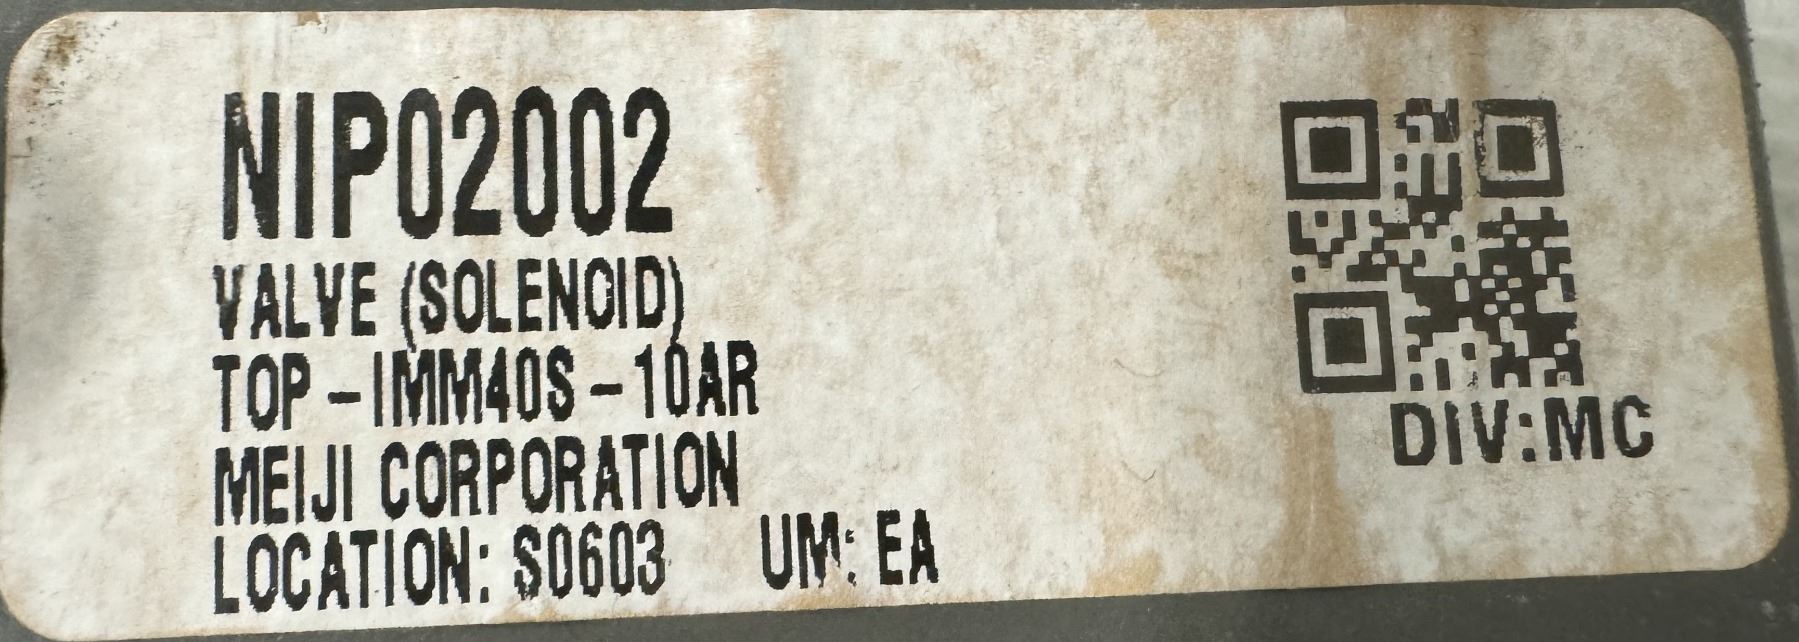 NIP02002
VALVE (SOLENOID)
TOP-IMM40S-10AR
MEIJI CORPORATION
LOCATION: S0603 UM: EA
DIV:MC